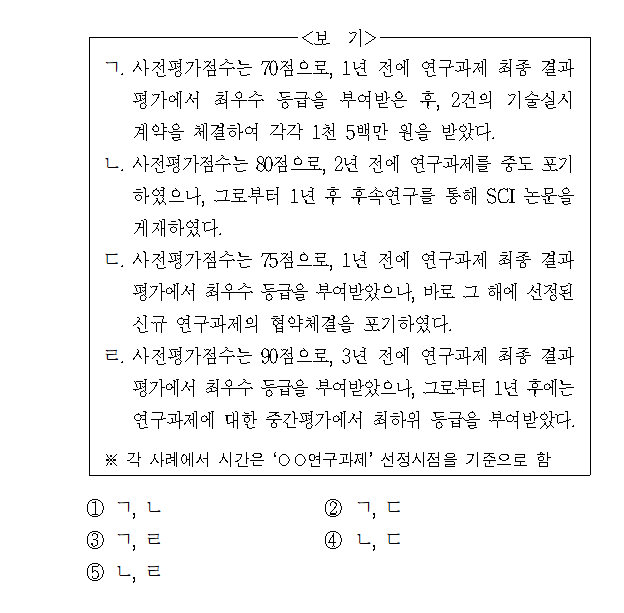 <보 기>
ㄱ. 사전평가점수는 70점으로, 1년 전에 연구과제 최종 결과
평가에서 최우수 등급을 부여받은 후, 2건의 기술실시
계약을 체결하여 각각 1천 5백만 원을 받았다.
ㄴ. 사전평가점수는 80점으로, 2년 전에 연구과제를 중도 포기
하였으나, 그로부터 1년 후 후속연구를 통해 SCI 논문을
게재하였다.
ㄷ. 사전평가점수는 75점으로, 1년 전에 연구과제 최종 결과
평가에서 최우수 등급을 부여받았으나, 바로 그 해에 선정된
신규 연구과제의 협약체결을 포기하였다.
ㄹ. 사전평가점수는 90점으로, 3년 전에 연구과제 최종 결과
평가에서 최우수 등급을 부여받았으나, 그로부터 1년 후에는
연구과제에 대한 중간평가에서 최하위 등급을 부여받았다.
※ 각 사례에서 시간은 ‘○○연구과제’ 선정시점을 기준으로 함
① ㄱ, ㄴ ② ㄱ, ㄷ
③ ㄱ, ㄹ ④ ㄴ, ㄷ
⑤ ㄴ, ㄹ